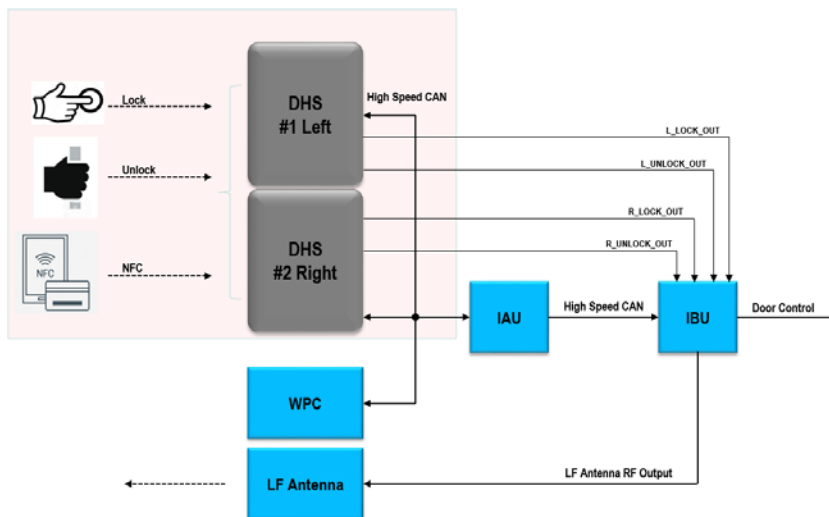 Lock
Unlock
NFC
NFC
DHS
#1 Left
High Speed CAN
DHS
#2 Right
L_LOCK_OUT
L_UNLOCK_OUT
R_LOCK_OUT
R_UNLOCK_OUT
IAU
High Speed CAN
IBU
Door Control
WPC
LF Antenna
LF Antenna RF Output